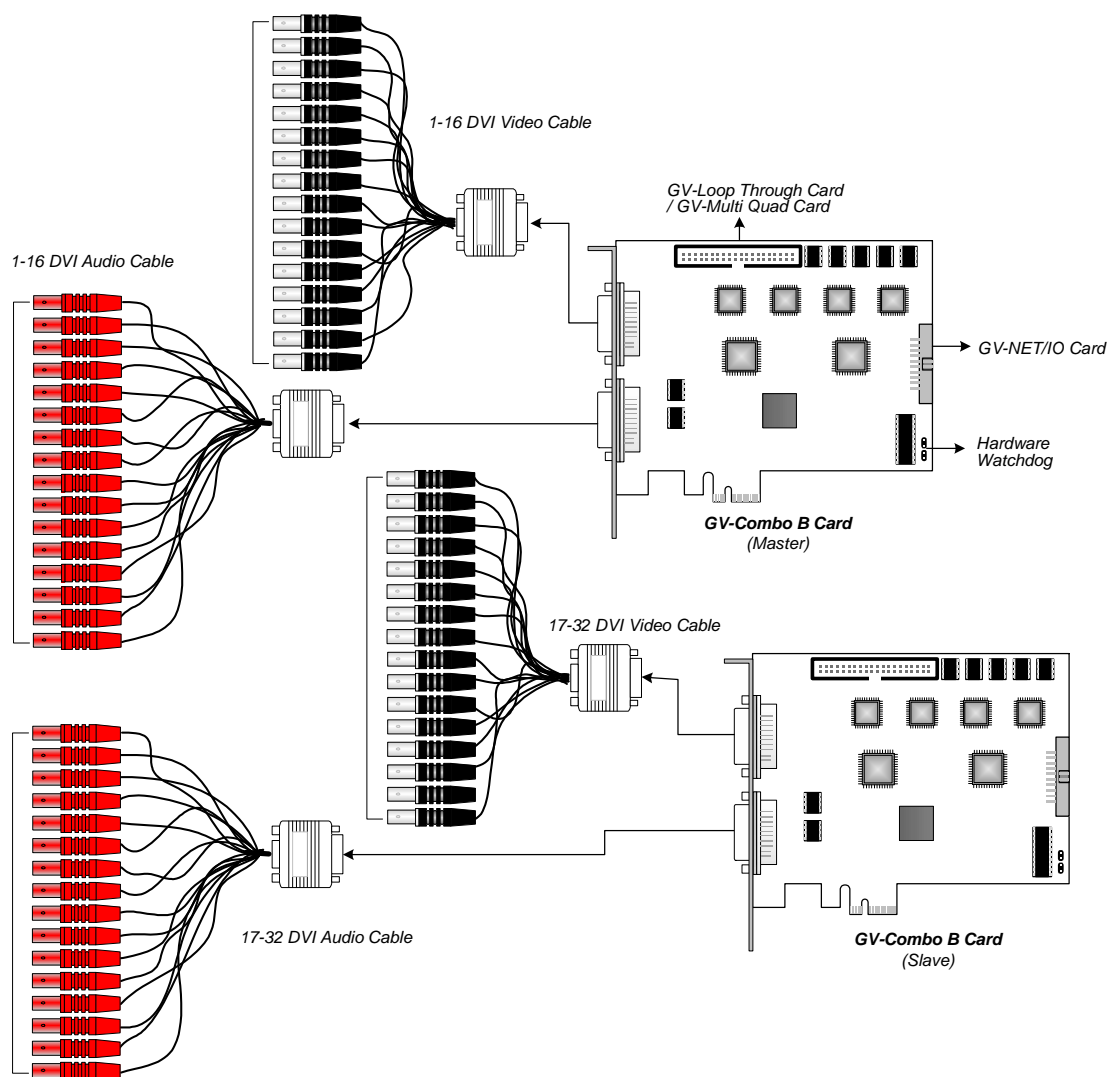 1-16 DVI Video Cable
GV-Loop Through Card
/ GV-Multi Quad Card
1-16 DVI Audio Cable
GV-NET/IO Card
Hardware
Watchdog
GV-Combo B Card
(Master)
17-32 DVI Video Cable
17-32 DVI Audio Cable
GV-Combo B Card
(Slave)